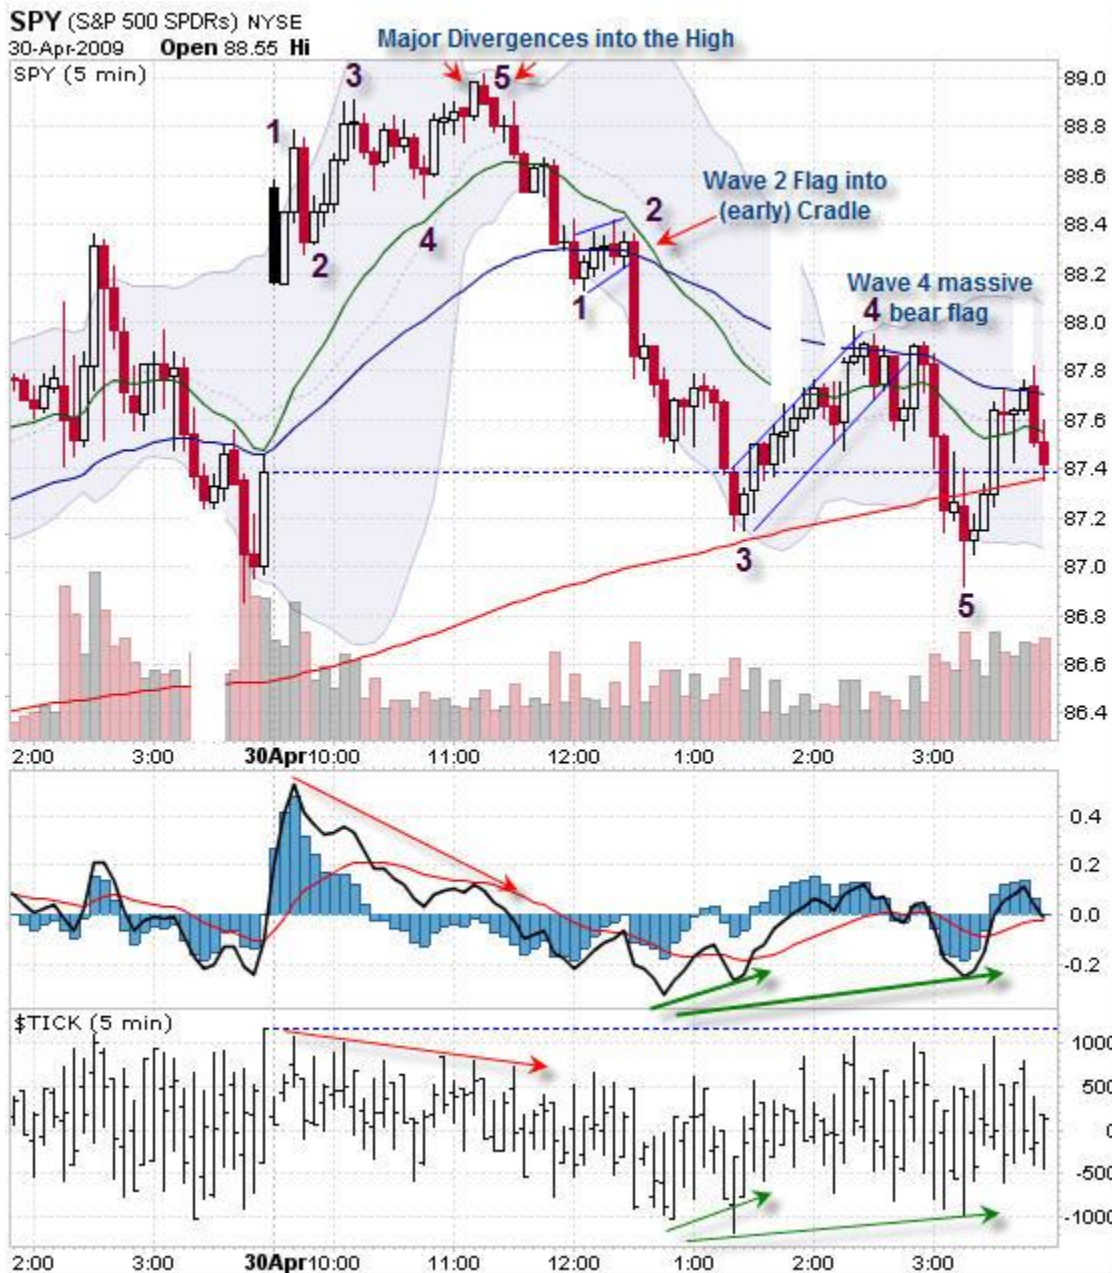 SPY (S&P 500 SPDRs) NYSE
30-Apr-2009 Open 88.55 Hi
Major Divergences into the High
SPY (5 min)
89.0
88.8
88.6
88.4
88.2
88.0
87.8
87.6
87.4
87.2
87.0
86.8
86.6
86.4
1
2
3
4
5
Wave 2 Flag into
(early) Cradle
1
2
3
Wave 4 massive
4 bear flag
5
2:00 3:00 30Apr 10:00 11:00 12:00 1:00 2:00 3:00
0.4
0.2
0.0
-0.2
$TICK (5 min)
1000
500
0
-500
-1000
2:00 3:00 30Apr 10:00 11:00 12:00 1:00 2:00 3:00